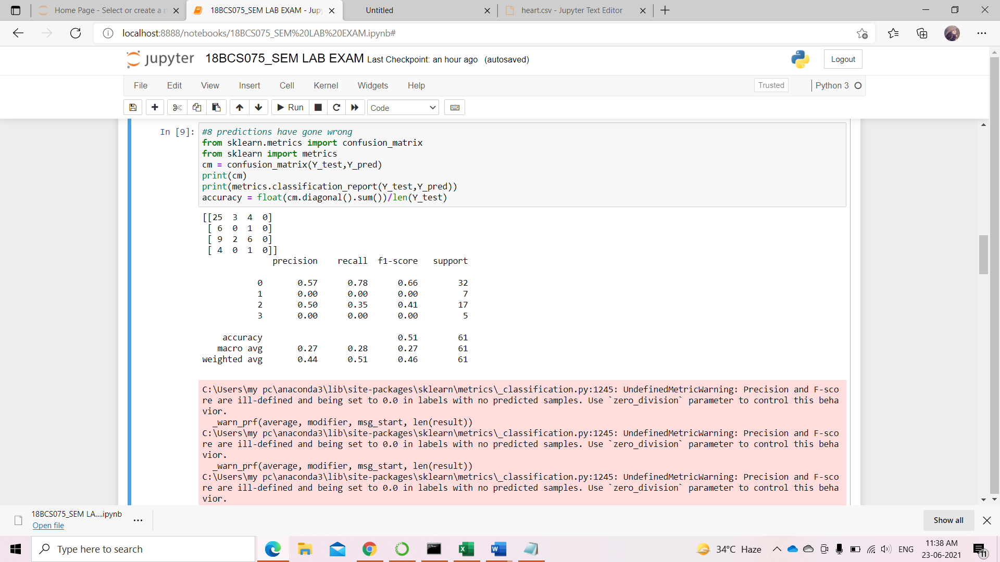 Home Page - Select or create a n
18BCS075_SEM LAB EXAM - Jup
Untitled
heart.csv - Jupyter Text Editor
localhost:8888/notebooks/18BCS075_SEM%20LAB%20EXAM.ipynb#
jupyter 18BCS075_SEM LAB EXAM Last Checkpoint: an hour ago (autosaved)
Logout
File Edit View Insert Cell Kernel Widgets Help
Trusted
Python 3
Run
Code
In [9]:
#8 predictions have gone wrong
from sklearn.metrics import confusion_matrix
from sklearn import metrics
cm = confusion_matrix(Y_test,Y_pred)
print(cm)
print(metrics.classification_report(Y_test,Y_pred))
accuracy = float(cm.diagonal().sum())/len(Y_test)
[[25 3 4 0]
[ 6 0 1 0]
[ 9 2 6 0]
[ 4 0 1 0]]
precision recall f1-score support
0 0.57 0.78 0.66 32
1 0.00 0.00 0.00 7
2 0.50 0.35 0.41 17
3 0.00 0.00 0.00 5
accuracy 0.51 61
macro avg 0.27 0.28 0.27 61
weighted avg 0.44 0.51 0.46 61
C:\Users\my pc\anaconda3\lib\site-packages\sklearn\metrics\_classification.py:1245: UndefinedMetricWarning: Precision and F-sco
re are ill-defined and being set to 0.0 in labels with no predicted samples. Use `zero_division` parameter to control this beha
vior.
_warn_prf(average, modifier, msg_start, len(result))
C:\Users\my pc\anaconda3\lib\site-packages\sklearn\metrics\_classification.py:1245: UndefinedMetricWarning: Precision and F-sco
re are ill-defined and being set to 0.0 in labels with no predicted samples. Use `zero_division` parameter to control this beha
vior.
_warn_prf(average, modifier, msg_start, len(result))
C:\Users\my pc\anaconda3\lib\site-packages\sklearn\metrics\_classification.py:1245: UndefinedMetricWarning: Precision and F-sco
re are ill-defined and being set to 0.0 in labels with no predicted samples. Use `zero_division` parameter to control this beha
vior.
18BCS075_SEM LA....ipynb
Open file
Show all
Type here to search
34°C Haze
ENG
11:38 AM
23-06-2021
11